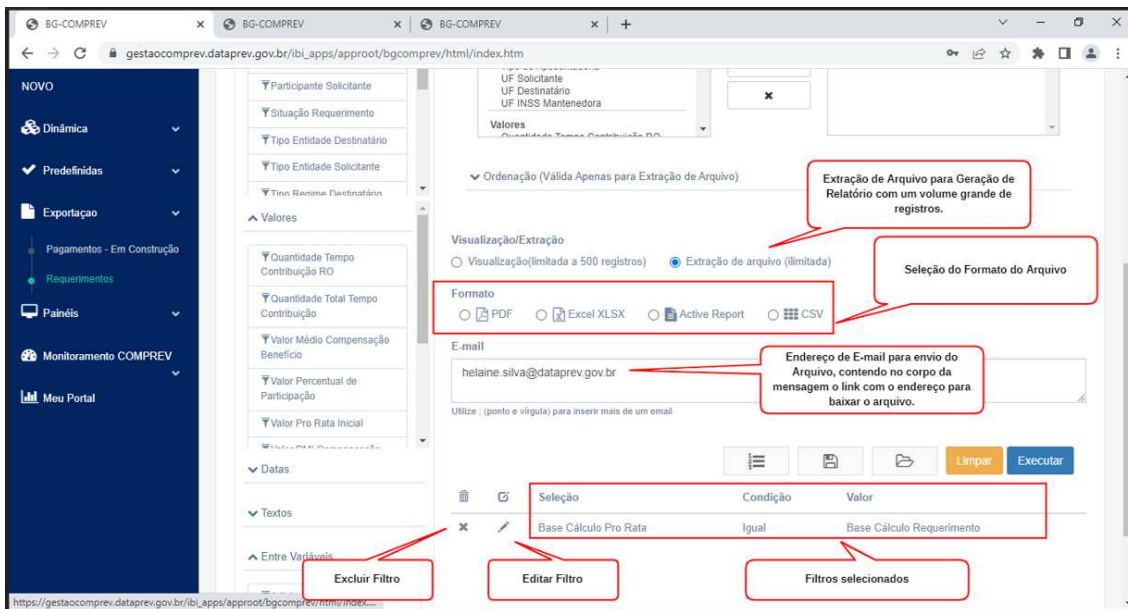 BG-COMPREV
BG-COMPREV
BG-COMPREV
gestaocomprev.dataprev.gov.br/ibi_apps/approot/bgcomprev/html/index.htm
NOVO
Dinâmica
Predefinidas
Exportaçao
Pagamentos - Em Construção
Requerimentos
Painéis
Monitoramento COMPREV
Meu Portal
Participante Solicitante
Situação Requerimento
Tipo Entidade Destinatário
Tipo Entidade Solicitante
Tipo Regime Destinatário
Valores
Quantidade Tempo
Contribuição RO
Quantidade Total Tempo
Contribuição
Valor Médio Compensação
Benefício
Valor Percentual de
Participação
Valor Pro Rata Inicial
Datas
Textos
Entre Variáveis
UF Solicitante
UF Destinatário
UF INSS Mantenedora
Valores
Quantidade Tempo Contribuição RO
Ordenação (Válida Apenas para Extração de Arquivo)
Extração de Arquivo para Geração de
Relatório com um volume grande de
registros.
Visualização/Extração
Visualização(limitada a 500 registros)
Extração de arquivo (ilimitada)
Seleção do Formato do Arquivo
Formato
PDF
Excel XLSX
Active Report
CSV
E-mail
helaine.silva@dataprev.gov.br
Endereço de E-mail para envio do
Arquivo, contendo no corpo da
mensagem o link com o endereço para
baixar o arquivo.
Utilize ; (ponto e vírgula) para inserir mais de um email
Limpar
Executar
Seleção Condição Valor
Base Cálculo Pro Rata Igual Base Cálculo Requerimento
Excluir Filtro
Editar Filtro
Filtros selecionados
https://gestaocomprev.dataprev.gov.br/ibi_apps/approot/bgcomprev/html/index....